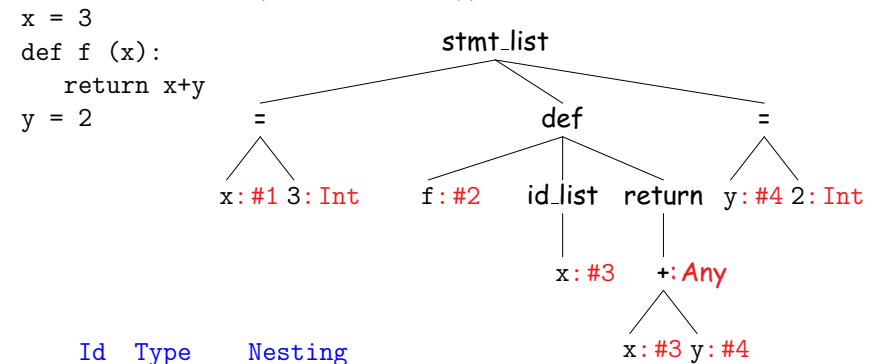 x = 3
def f (x):
   return x+y
y = 2
stmt_list
= def =
x:#1 3:Int f:#2 id_list return y:#4 2:Int
x:#3 +:Any
x:#3 y:#4
Id Type Nesting